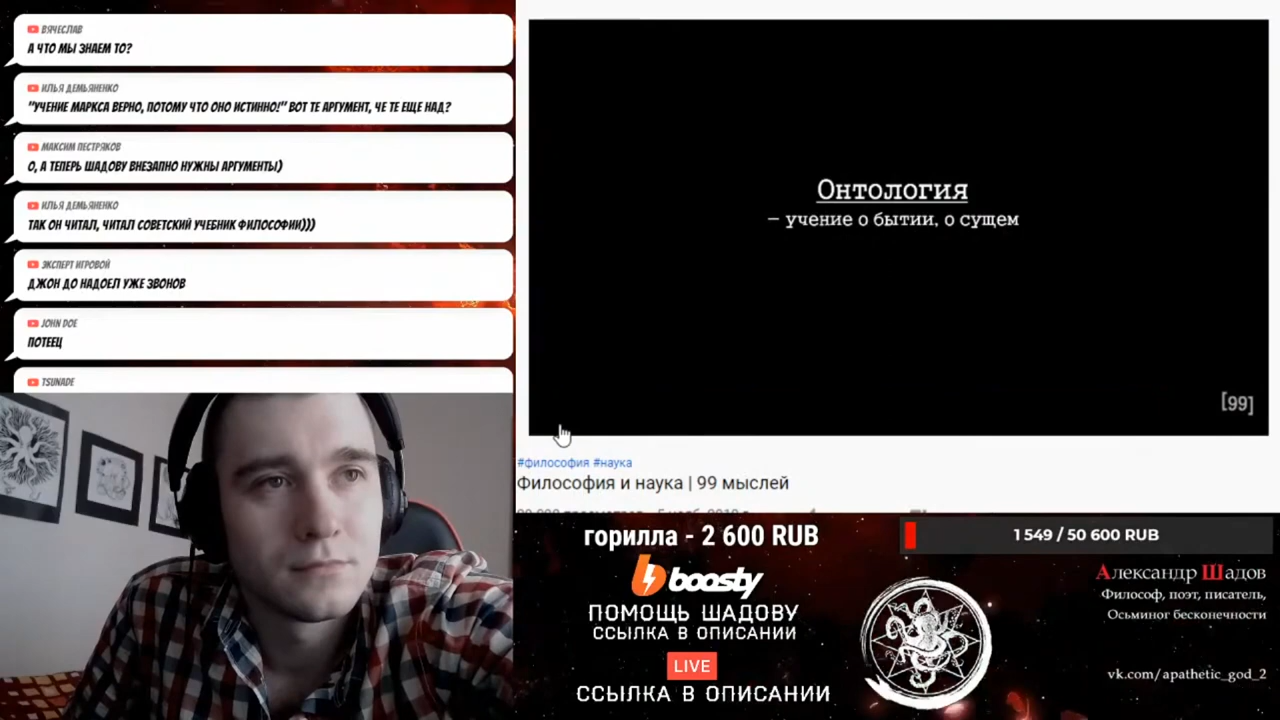 ВЯЧЕСЛАВ
А ЧТО МЫ ЗНАЕМ ТО?
ИЛЬЯ ДЕМЬЯНЕНКО
"УЧЕНИЕ МАРКСА ВЕРНО, ПОТОМУ ЧТО ОНО ИСТИННО!" ВОТ ТЕ АРГУМЕНТ, ЧЕ ТЕ ЕЩЕ НАД?
МАКСИМ ПЕСТРЯКОВ
О, А ТЕПЕРЬ ШАДОВУ ВНЕЗАПНО НУЖНЫ АРГУМЕНТЫ)
ИЛЬЯ ДЕМЬЯНЕНКО
ТАК ОН ЧИТАЛ, ЧИТАЛ СОВЕТСКИЙ УЧЕБНИК ФИЛОСОФИИ)))
ЭКСПЕРТ ИГРОВОЙ
ДЖОН ДО НАДОЕЛ УЖЕ ЗВОНОВ
JOHN DOE
ПОТЕЕЦ
TSUNADE
Онтология
– учение о бытии, о сущем
[99]
#философия #наука
Философия и наука | 99 мыслей
горилла - 2 600 RUB
boosty
ПОМОЩЬ ШАДОВУ
ССЫЛКА В ОПИСАНИИ
LIVE
ССЫЛКА В ОПИСАНИИ
1 549 / 50 600 RUB
Александр Шадов
Философ, поэт, писатель,
Осьминог бесконечности
vk.com/apathetic_god_2